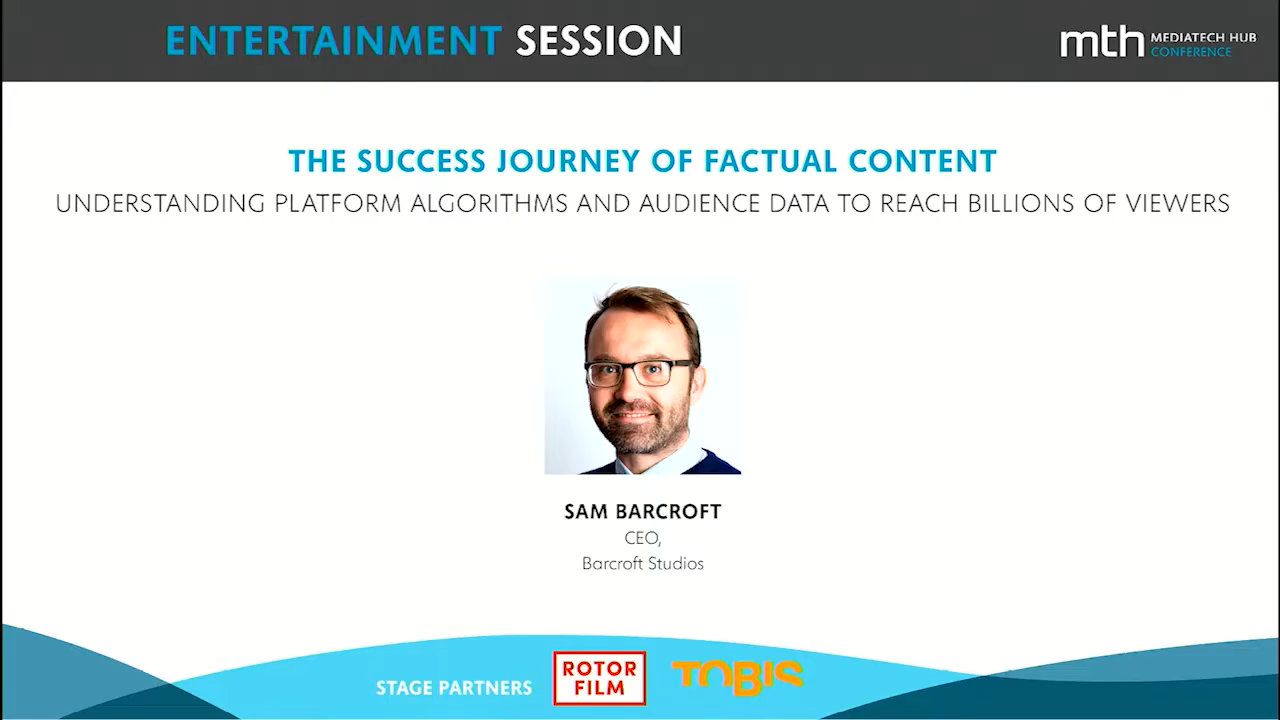 ENTERTAINMENT SESSION
mth MEDIATECH HUB
CONFERENCE
THE SUCCESS JOURNEY OF FACTUAL CONTENT
UNDERSTANDING PLATFORM ALGORITHMS AND AUDIENCE DATA TO REACH BILLIONS OF VIEWERS
SAM BARCROFT
CEO,
Barcroft Studios
STAGE PARTNERS
ROTOR
FILM
TOBIS